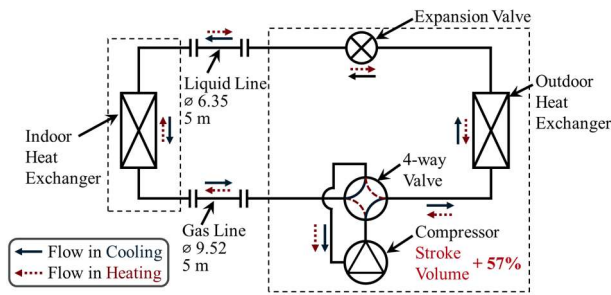 Expansion Valve
Liquid Line
ø 6.35
5 m
Outdoor
Heat
Exchanger
Indoor
Heat
Exchanger
4-way
Valve
Gas Line
ø 9.52
5 m
Compressor
Stroke
Volume + 57%
Flow in Cooling
Flow in Heating